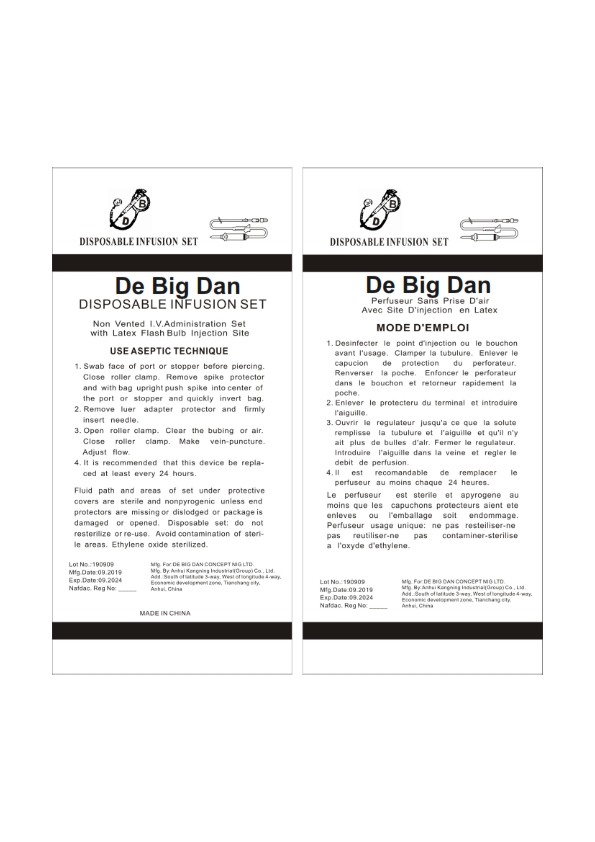 B
D
DISPOSABLE INFUSION SET
De Big Dan
DISPOSABLE INFUSION SET
Non Vented I.V.Administration Set
with Latex Flash Bulb Injection Site
USE ASEPTIC TECHNIQUE
1. Swab face of port or stopper before piercing.
Close roller clamp. Remove spike protector
and with bag upright push spike into center of
the port or stopper and quickly invert bag.
2. Remove luer adapter protector and firmly
insert needle.
3. Open roller clamp. Clear the bubing or air.
Close roller clamp. Make vein-puncture.
Adjust flow.
4. It is recommended that this device be repla-
ced at least every 24 hours.
Fluid path and areas of set under protective
covers are sterile and nonpyrogenic unless end
protectors are missing or dislodged or package is
damaged or opened. Disposable set: do not
resterilize or re-use. Avoid contamination of steri-
le areas. Ethylene oxide sterilized.
Lot No.:190909
Mfg.Date:09.2019
Exp.Date:09.2024
Nafdac. Reg No: _____
Mfg. For:DE BIG DAN CONCEPT NIG LTD.
Mfg. By:Anhui Kangning Industrial(Group) Co., Ltd.
Add.:South of latitude 3-way, West of longitude 4-way,
Economic development zone, Tianchang city,
Anhui, China
MADE IN CHINA
B
D
DISPOSABLE INFUSION SET
De Big Dan
Perfuseur Sans Prise D'air
Avec Site D'injection en Latex
MODE D'EMPLOI
1. Desinfecter le point d'injection ou le bouchon
avant l'usage. Clamper la tubulure. Enlever le
capucion de protection du perforateur.
Renverser la poche. Enfoncer le perforateur
dans le bouchon et retorneur rapidement la
poche.
2. Enlever le protecteru du terminal et introduire
l'aiguille.
3. Ouvrir le regulateur jusqu'a ce que la solute
remplisse la tubulure et l'aiguille et qu'il n'y
ait plus de bulles d'alr. Fermer le regulateur.
Introduire l'aiguille dans la veine et regler le
debit de perfusion.
4. Il est recomandable de remplacer le
perfuseur au moins chaque 24 heures.
Le perfuseur est sterile et apyrogene au
moins que les capuchons protecteurs aient ete
enleves ou l'emballage soit endommage.
Perfuseur usage unique: ne pas resteiliser-ne
pas reutiliser-ne pas contaminer-sterilise
a l'oxyde d'ethylene.
Lot No.:190909
Mfg.Date:09.2019
Exp.Date:09.2024
Nafdac. Reg No: _____
Mfg. For:DE BIG DAN CONCEPT NIG LTD.
Mfg. By:Anhui Kangning Industrial(Group) Co., Ltd.
Add.:South of latitude 3-way, West of longitude 4-way,
Economic development zone, Tianchang city,
Anhui, China